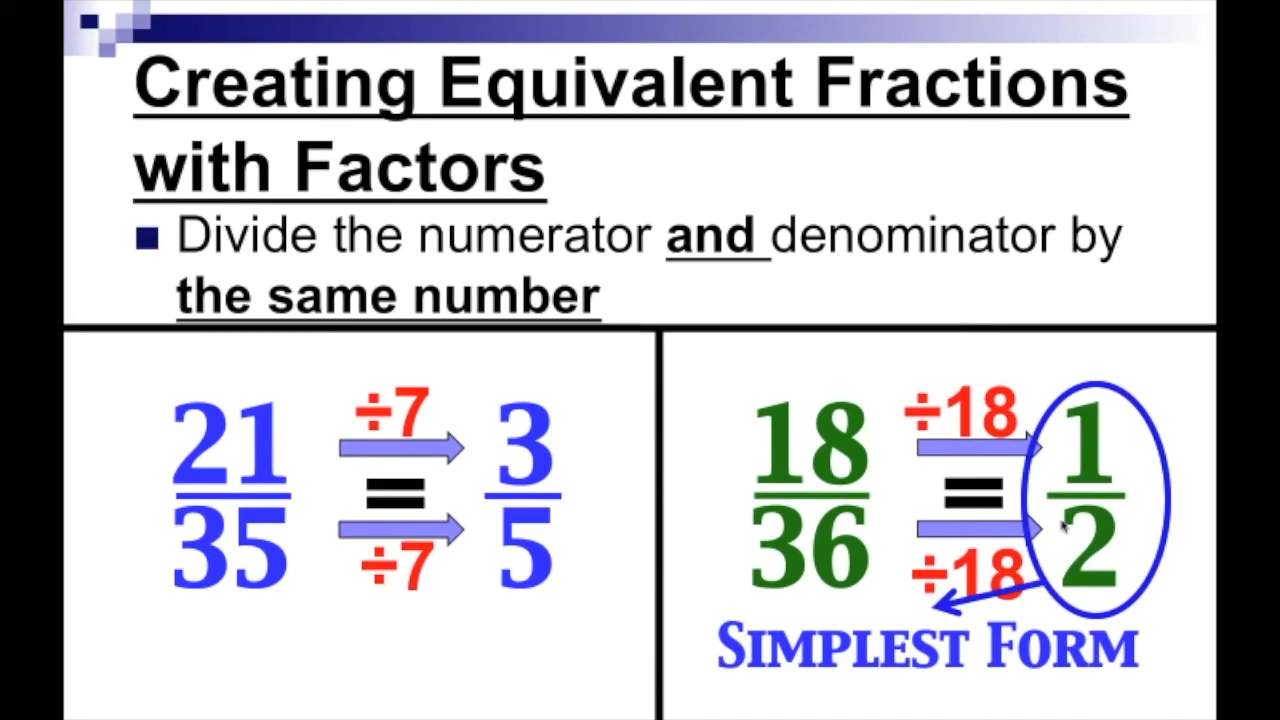 Creating Equivalent Fractions
with Factors
Divide the numerator and denominator by
the same number
÷7
21 3
=
35 5
÷7
÷18
18 1
=
36 2
÷18
SIMPLEST FORM